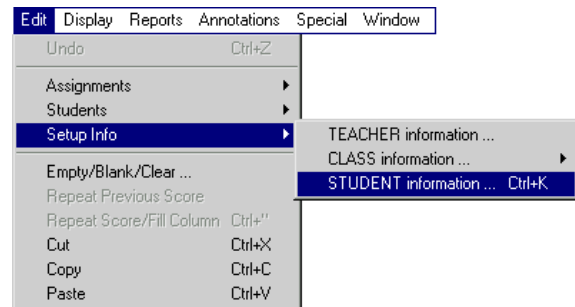 Edit Display Reports Annotations Special Window
Undo Ctrl+Z
Assignments
Students
Setup Info
TEACHER information ...
CLASS information ...
STUDENT information ... Ctrl+K
Empty/Blank/Clear ...
Repeat Previous Score
Repeat Score/Fill Column Ctrl+"
Cut Ctrl+X
Copy Ctrl+C
Paste Ctrl+V